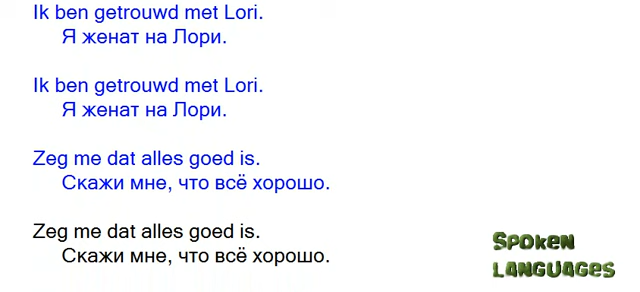 Ik ben getrouwd met Lori.
Я женат на Лори.
Ik ben getrouwd met Lori.
Я женат на Лори.
Zeg me dat alles goed is.
Скажи мне, что всё хорошо.
Zeg me dat alles goed is.
Скажи мне, что всё хорошо.
Spoken
Languages